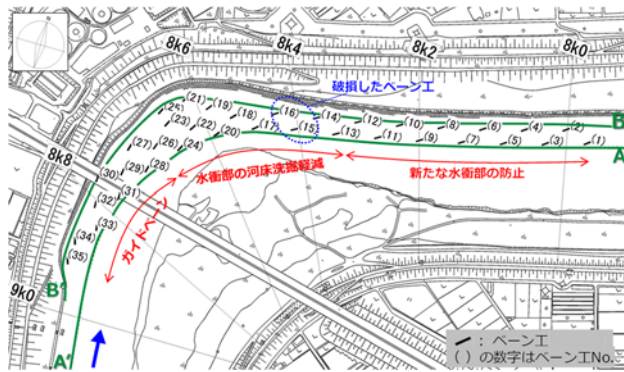 8k6
8k4
8k2
8k0
破損したベーン工
(21)
(19)
(18)
(16)
(14)
(12)
(10)
(8)
(6)
(4)
(2)
B
(25)
(23)
(22)
(20)
(17)
(15)
(13)
(11)
(9)
(7)
(5)
(3)
(1)
A
(27)
(26)
(24)
8k8
(29)
(28)
(30)
(31)
(32)
(33)
(34)
(35)
水衝部の河床洗掘軽減
新たな水衝部の防止
ガイドベーン
9k0
B'
A'
: ベーン工
( ) の数字はベーン工No.